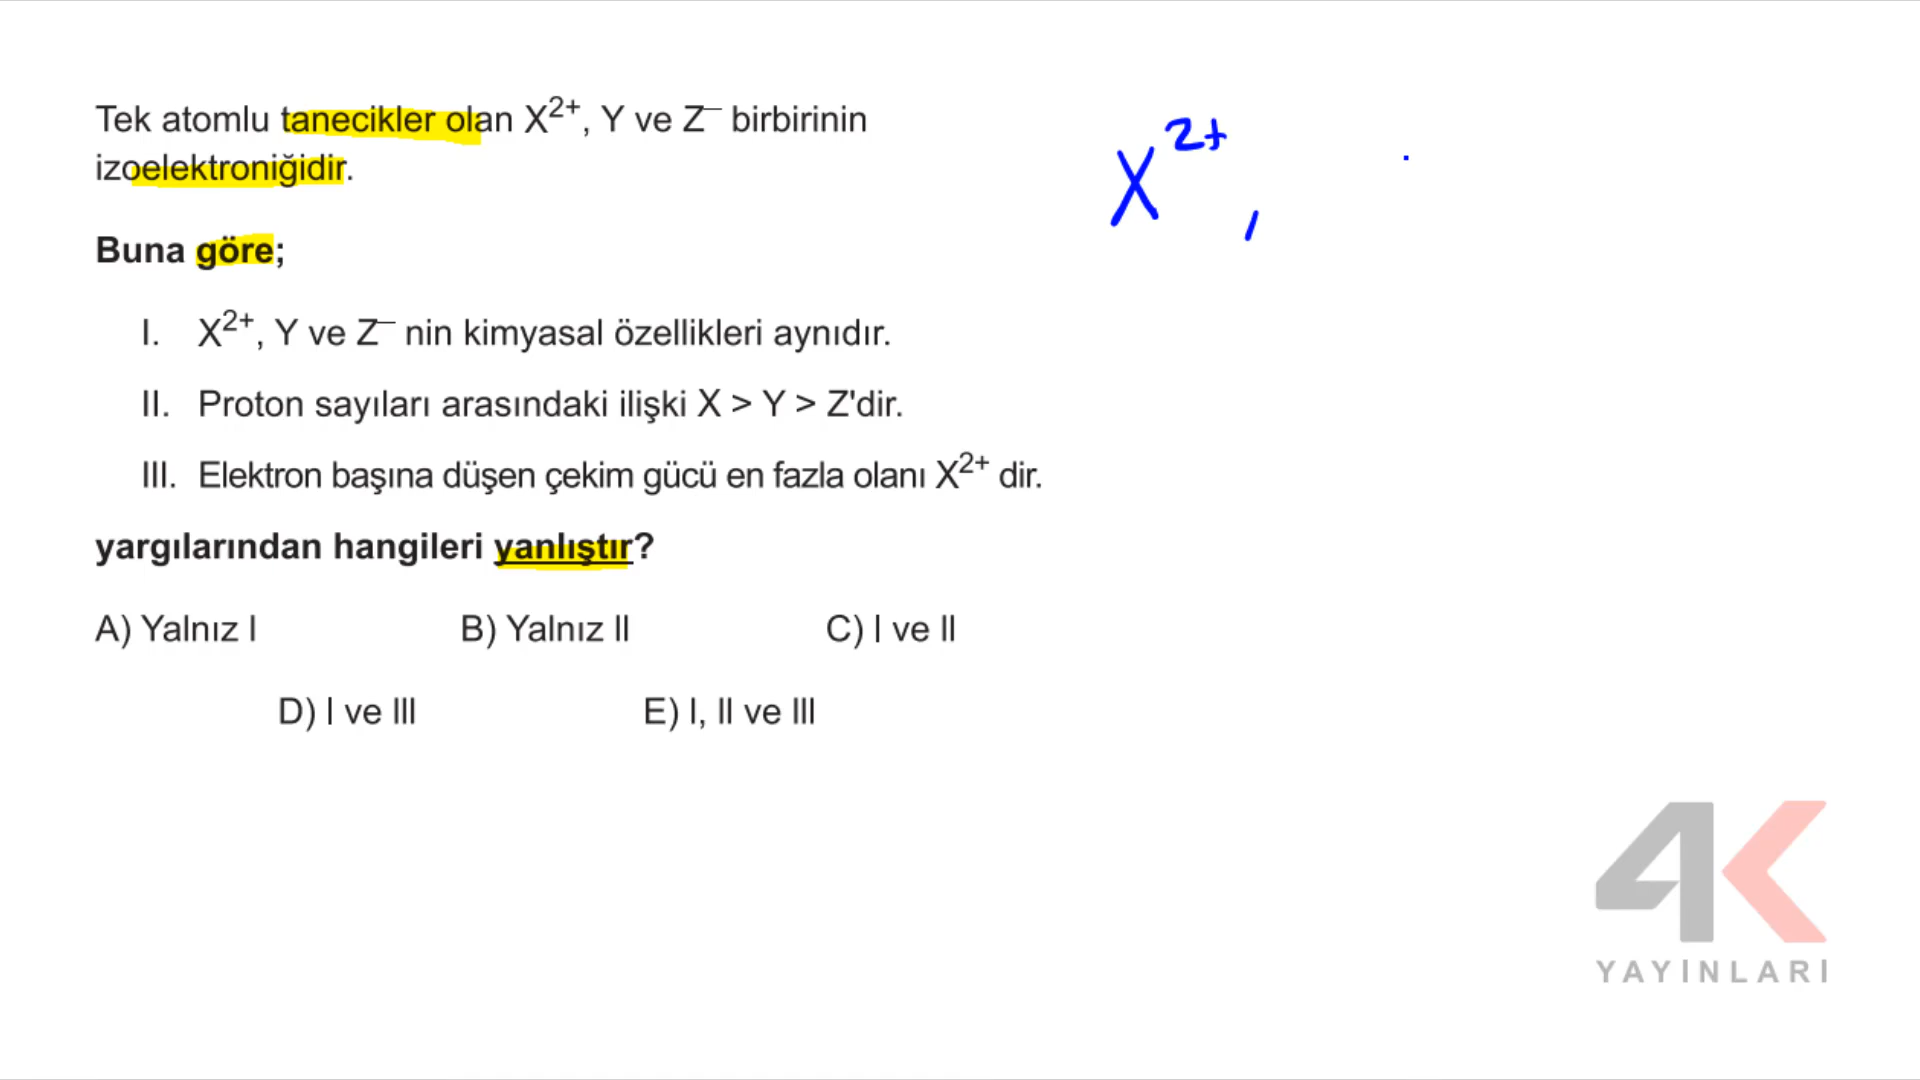 Tek atomlu tanecikler olan X²⁺, Y ve Z⁻ birbirinin
izoelektroniğidir.
Buna göre;
I. X²⁺, Y ve Z⁻ nin kimyasal özellikleri aynıdır.
II. Proton sayıları arasındaki ilişki X > Y > Z'dir.
III. Elektron başına düşen çekim gücü en fazla olanı X²⁺ dir.
yargılarından hangileri yanlıştır?
A) Yalnız I B) Yalnız II C) I ve II
D) I ve III E) I, II ve III
X²⁺ ,
4K
YAYINLARI